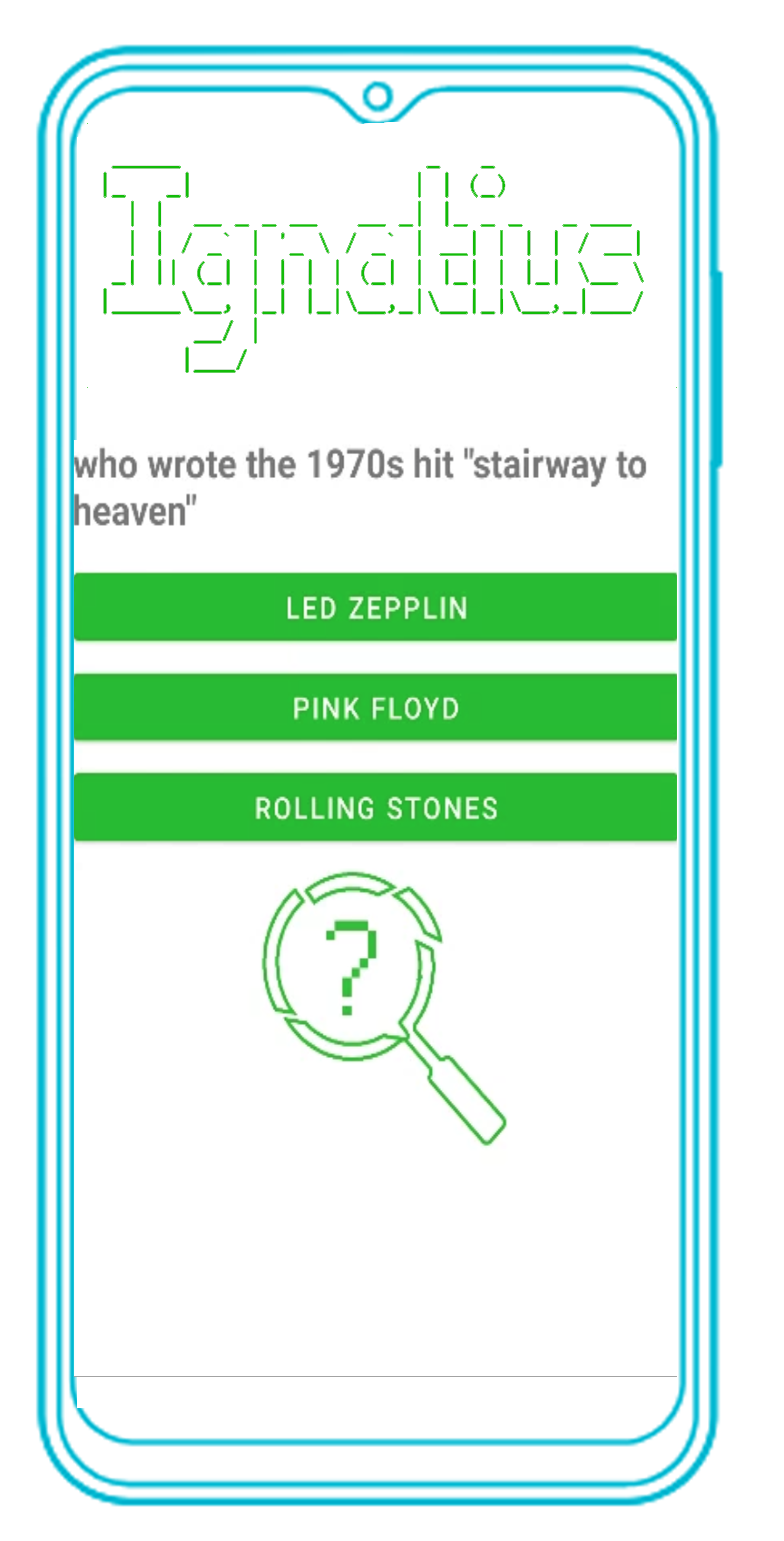 Ignatius
who wrote the 1970s hit "stairway to
heaven"
LED ZEPPLIN
PINK FLOYD
ROLLING STONES
?